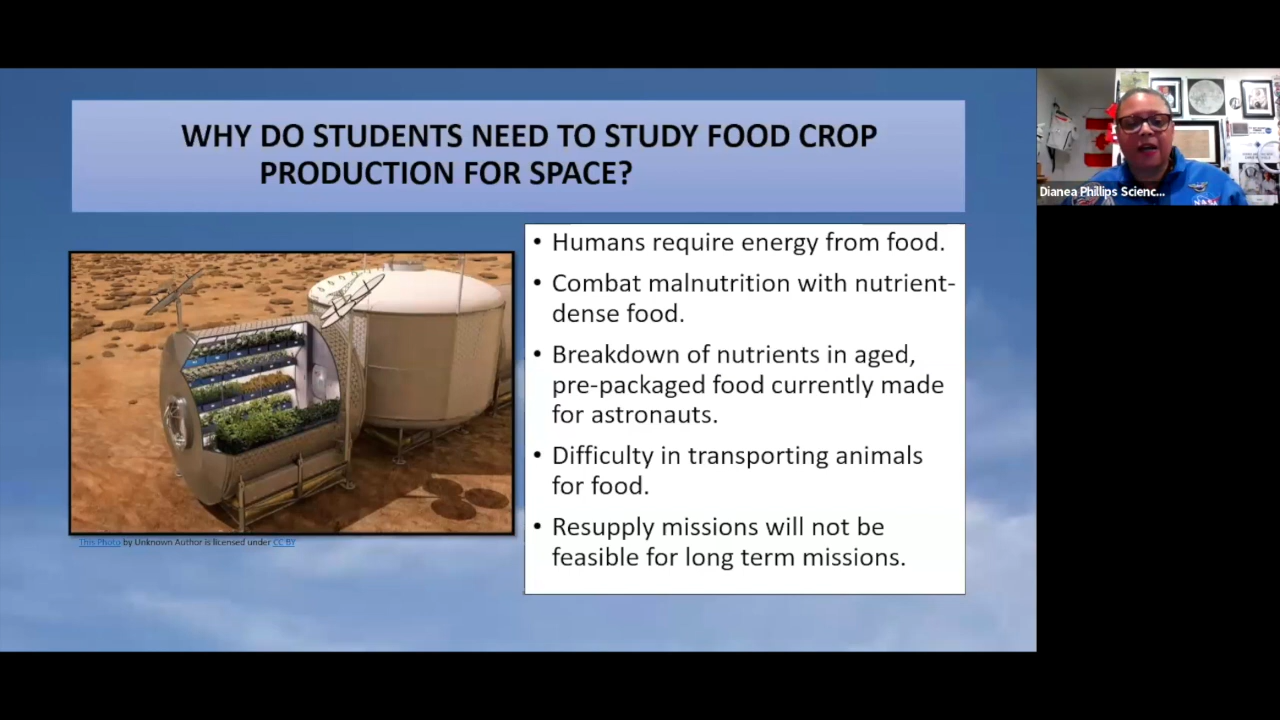 WHY DO STUDENTS NEED TO STUDY FOOD CROP
PRODUCTION FOR SPACE?
• Humans require energy from food.
• Combat malnutrition with nutrient-
dense food.
• Breakdown of nutrients in aged,
pre-packaged food currently made
for astronauts.
• Difficulty in transporting animals
for food.
• Resupply missions will not be
feasible for long term missions.
This Photo by Unknown Author is licensed under CC BY
Dianea Phillips Scienc...
NASA